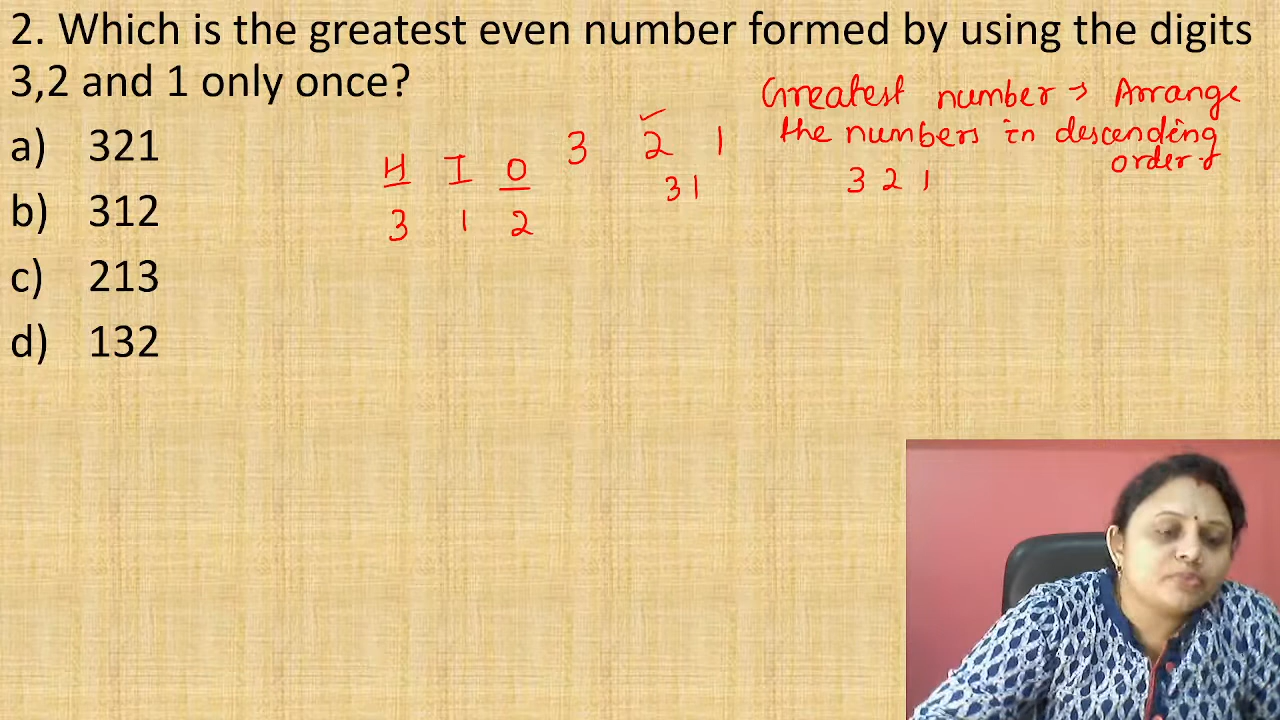 2. Which is the greatest even number formed by using the digits
3,2 and 1 only once?
Greatest number → Arrange
the numbers in descending
order.
3 2 1
a) 321
3 2 1
H T O
31
3 1 2
b) 312
c) 213
d) 132